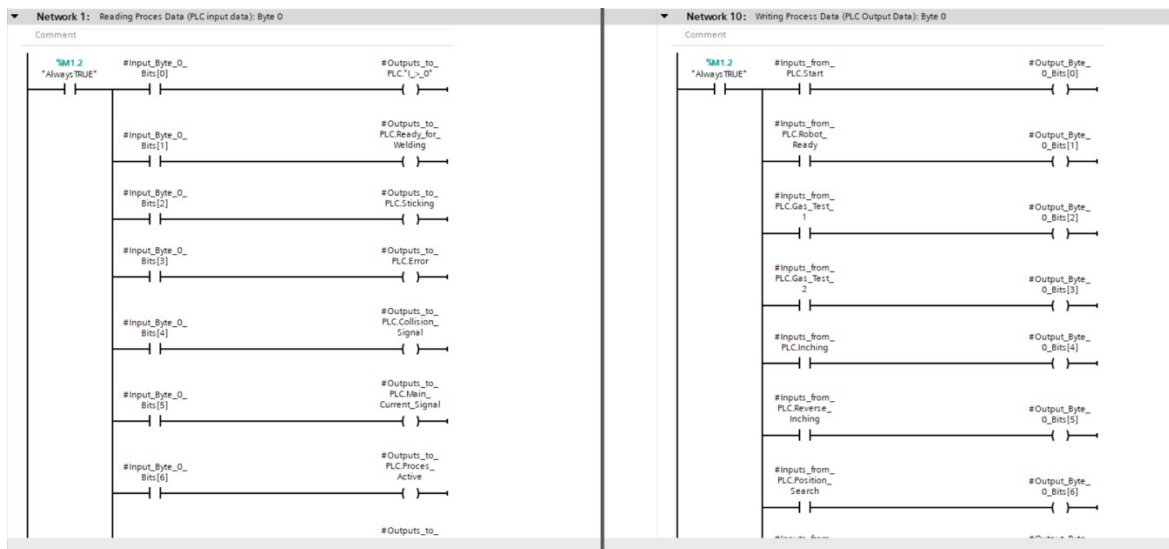 Network 1: Reading Proces Data (PLC input data): Byte 0
Comment
%M1.2
"AlwaysTRUE"
#Input_Byte_0_
Bits[0]
#Outputs_to_
PLC."I_>_0"
#Input_Byte_0_
Bits[1]
#Outputs_to_
PLC.Ready_for_
Welding
#Input_Byte_0_
Bits[2]
#Outputs_to_
PLC.Sticking
#Input_Byte_0_
Bits[3]
#Outputs_to_
PLC.Error
#Input_Byte_0_
Bits[4]
#Outputs_to_
PLC.Collision_
Signal
#Input_Byte_0_
Bits[5]
#Outputs_to_
PLC.Main_
Current_Signal
#Input_Byte_0_
Bits[6]
#Outputs_to_
PLC.Proces_
Active
#Outputs_to_
Network 10: Writing Process Data (PLC Output Data): Byte 0
Comment
%M1.2
"AlwaysTRUE"
#Inputs_from_
PLC.Start
#Output_Byte_
0_Bits[0]
#Inputs_from_
PLC.Robot_
Ready
#Output_Byte_
0_Bits[1]
#Inputs_from_
PLC.Gas_Test_
1
#Output_Byte_
0_Bits[2]
#Inputs_from_
PLC.Gas_Test_
2
#Output_Byte_
0_Bits[3]
#Inputs_from_
PLC.Inching
#Output_Byte_
0_Bits[4]
#Inputs_from_
PLC.Reverse_
Inching
#Output_Byte_
0_Bits[5]
#Inputs_from_
PLC.Position_
Search
#Output_Byte_
0_Bits[6]